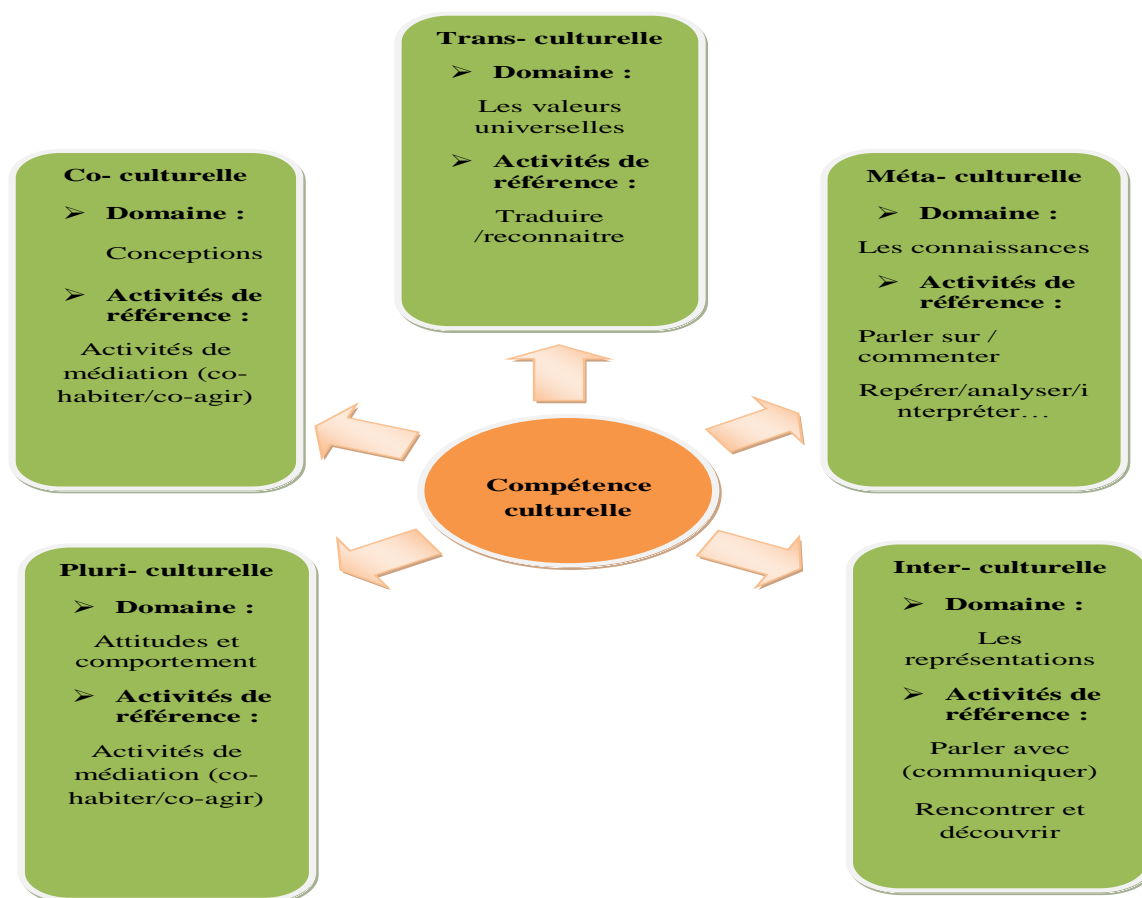 Trans- culturelle
➢ Domaine :
Les valeurs
universelles
➢ Activités de
référence :
Traduire
/reconnaitre
Co- culturelle
➢ Domaine :
Conceptions
➢ Activités de
référence :
Activités de
médiation (co-
habiter/co-agir)
Méta- culturelle
➢ Domaine :
Les connaissances
➢ Activités de
référence :
Parler sur /
commenter
Repérer/analyser/i
nterpréter…
Compétence
culturelle
Pluri- culturelle
➢ Domaine :
Attitudes et
comportement
➢ Activités de
référence :
Activités de
médiation (co-
habiter/co-agir)
Inter- culturelle
➢ Domaine :
Les
représentations
➢ Activités de
référence :
Parler avec
(communiquer)
Rencontrer et
découvrir